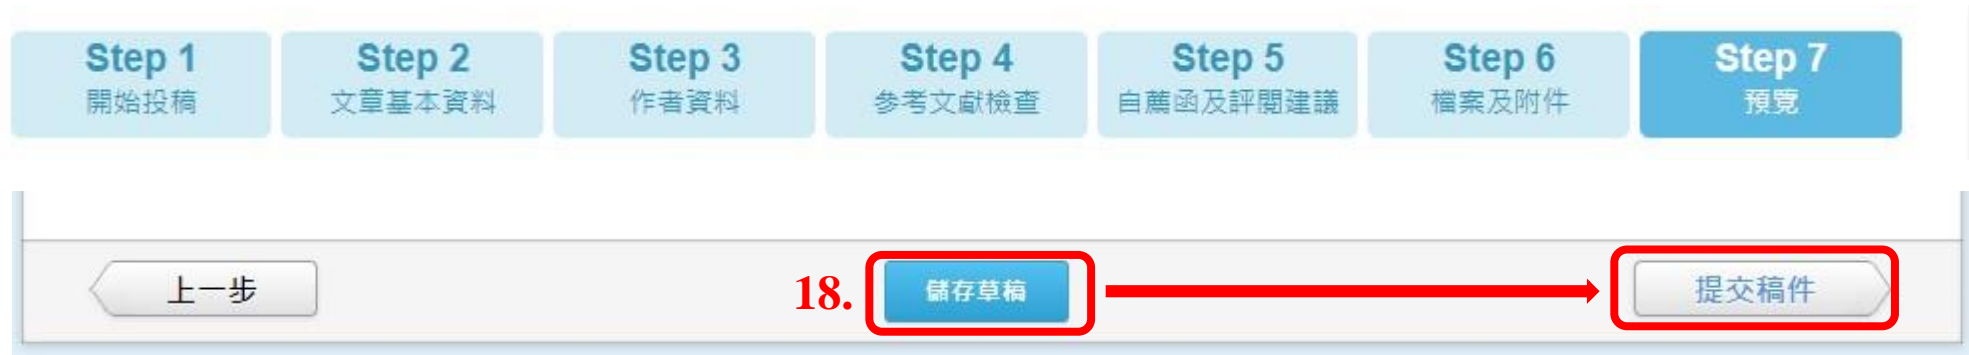 Step 1
開始投稿
Step 2
文章基本資料
Step 3
作者資料
Step 4
參考文獻檢查
Step 5
自薦函及評閱建議
Step 6
檔案及附件
Step 7
預覽
上一步
18.
儲存草稿
提交稿件